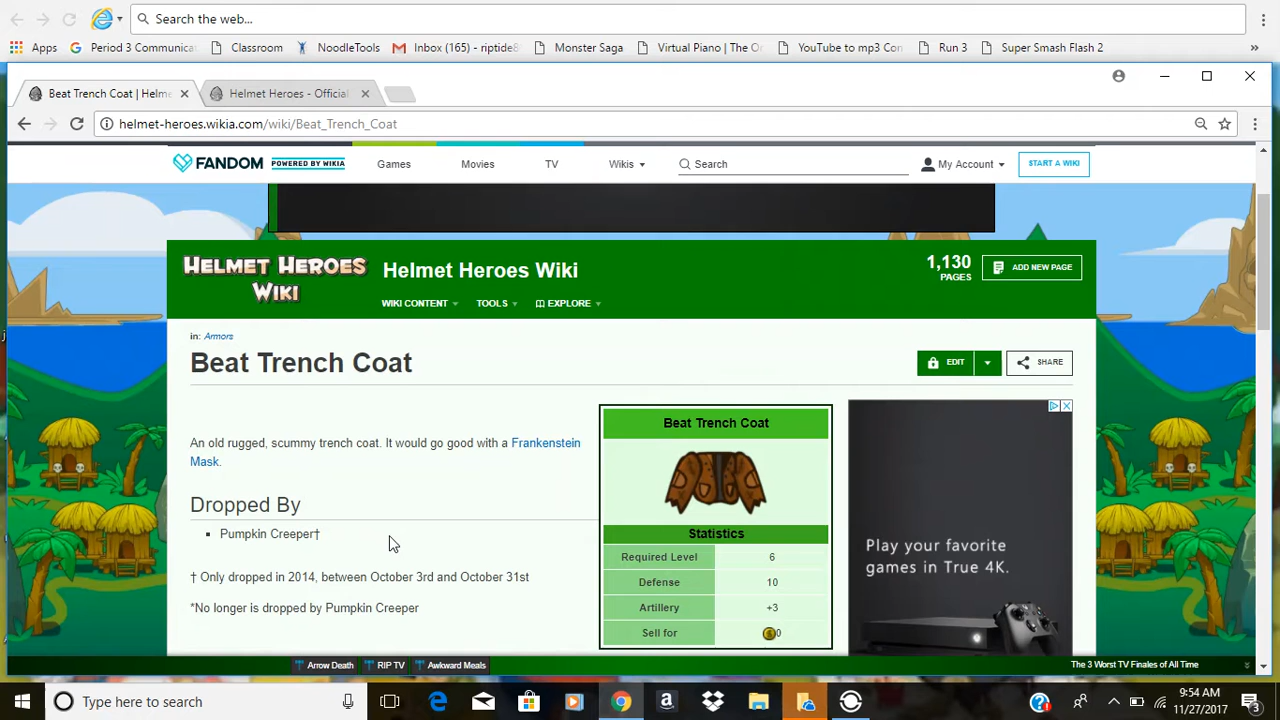 Search the web...
Apps Period 3 Communica Classroom NoodleTools Inbox (165) - riptide8 Monster Saga Virtual Piano | The O YouTube to mp3 Con Run 3 Super Smash Flash 2 »
Beat Trench Coat | Helme Helmet Heroes - Official
helmet-heroes.wikia.com/wiki/Beat_Trench_Coat
FANDOM POWERED BY WIKIA Games Movies TV Wikis Search My Account START A WIKI
HELMET HEROES
WIKI
Helmet Heroes Wiki
1,130
PAGES
ADD NEW PAGE
WIKI CONTENT TOOLS EXPLORE
in: Armors
Beat Trench Coat
EDIT SHARE
An old rugged, scummy trench coat. It would go good with a Frankenstein
Mask.
Dropped By
Pumpkin Creeper†
† Only dropped in 2014, between October 3rd and October 31st
*No longer is dropped by Pumpkin Creeper
Beat Trench Coat
Statistics
Required Level 6
Defense 10
Artillery +3
Sell for 0
Play your favorite
games in True 4K.
Arrow Death RIP TV Awkward Meals The 3 Worst TV Finales of All Time
Type here to search
9:54 AM
11/27/2017
3